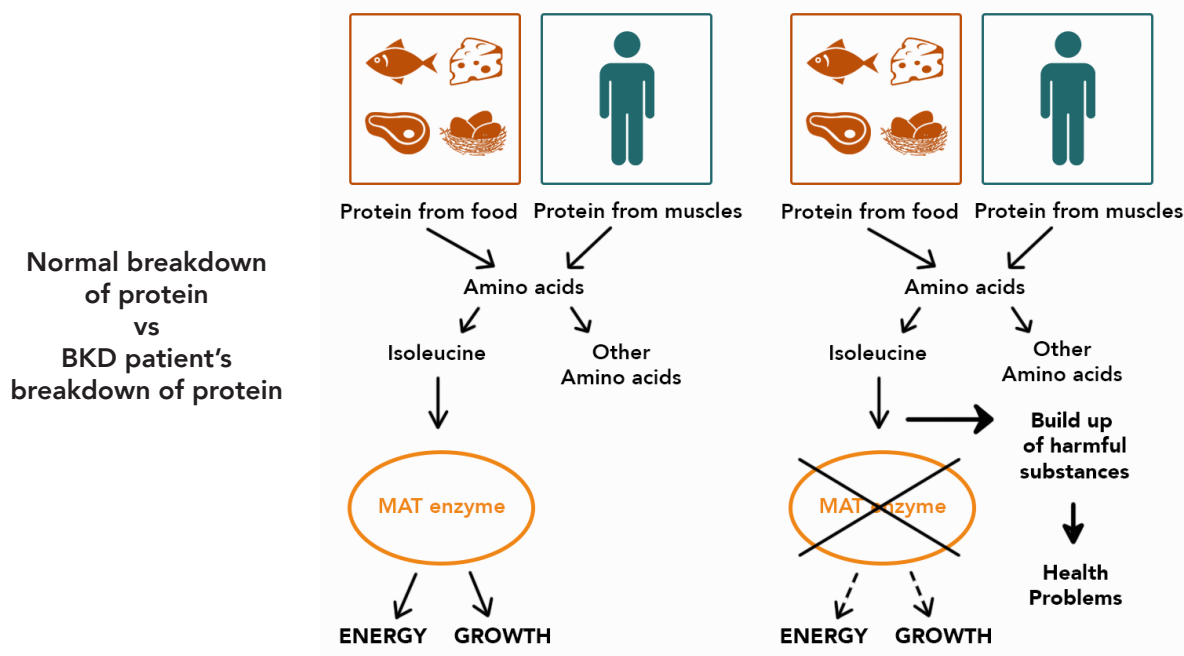 Normal breakdown
of protein
vs
BKD patient’s
breakdown of protein
Protein from food
Protein from muscles
Amino acids
Isoleucine
Other
Amino acids
MAT enzyme
ENERGY
GROWTH
Protein from food
Protein from muscles
Amino acids
Isoleucine
Other
Amino acids
Build up
of harmful
substances
MAT enzyme
Health
Problems
ENERGY
GROWTH